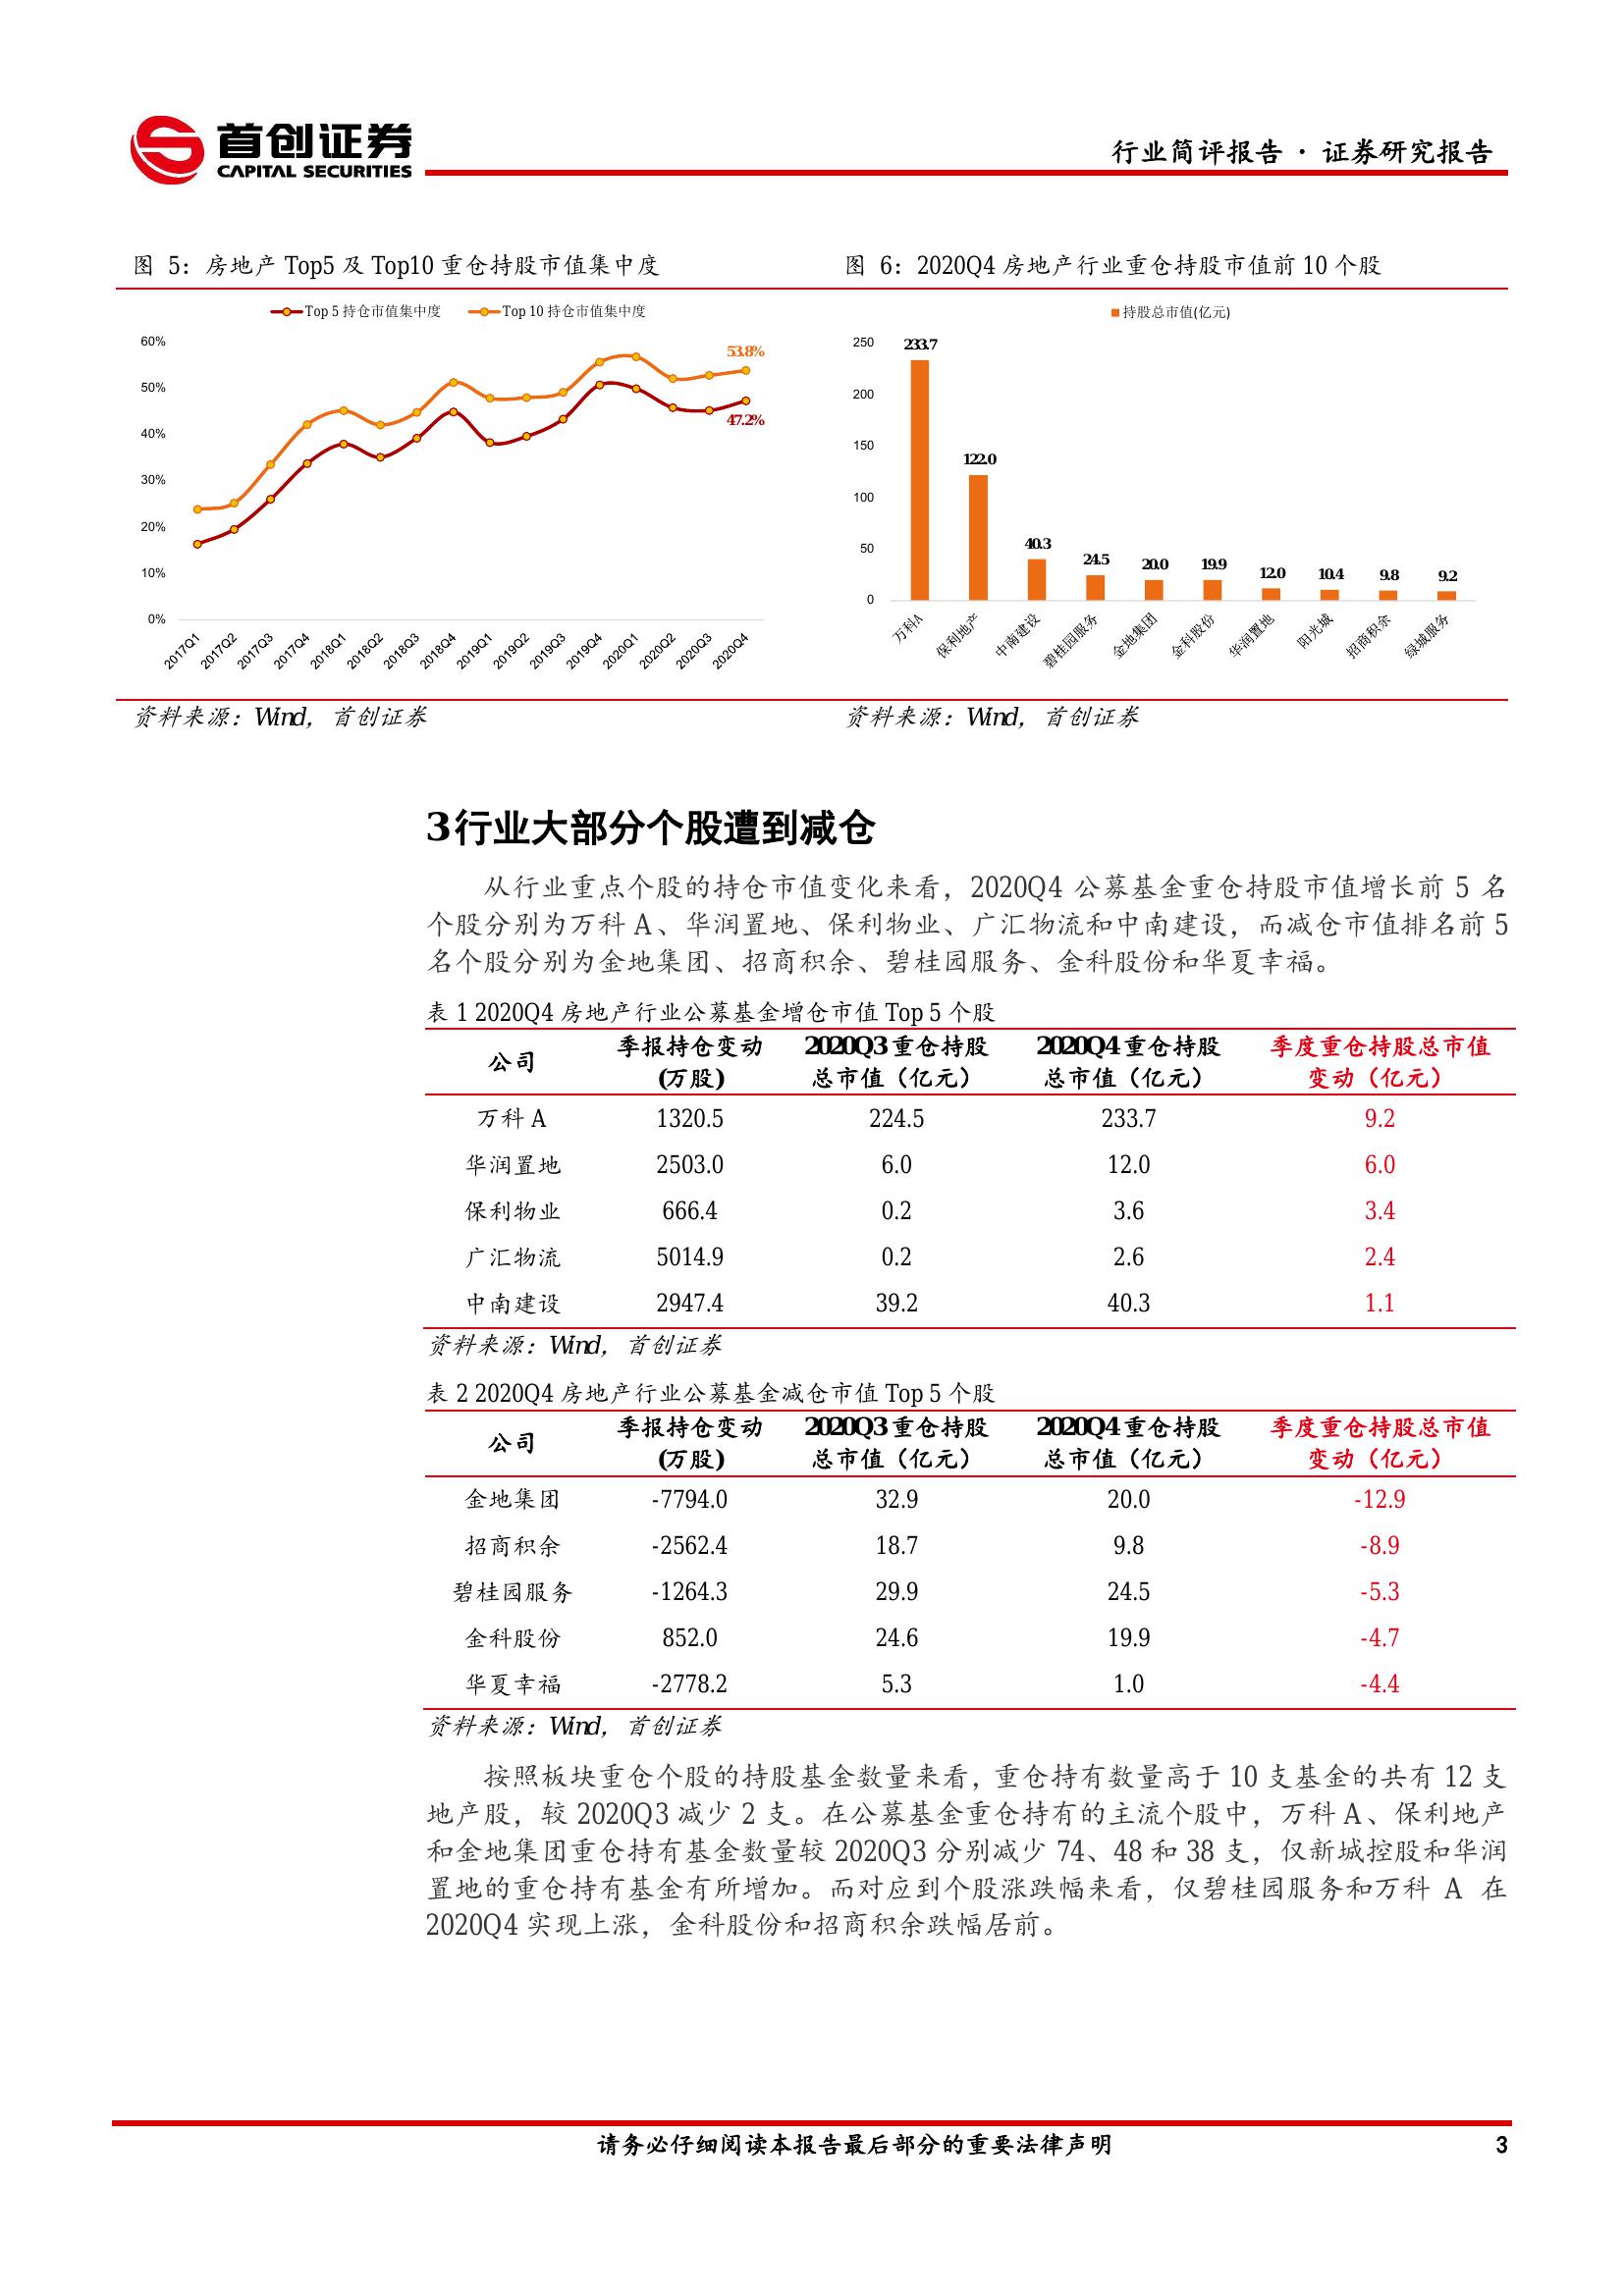 首创证券
CAPITAL SECURITIES
行业简评报告 · 证券研究报告
图 5：房地产 Top5 及 Top10 重仓持股市值集中度
Top 5 持仓市值集中度 Top 10 持仓市值集中度
60%
50%
40%
30%
20%
10%
0%
53.8%
47.2%
2017Q1 2017Q2 2017Q3 2017Q4 2018Q1 2018Q2 2018Q3 2018Q4 2019Q1 2019Q2 2019Q3 2019Q4 2020Q1 2020Q2 2020Q3 2020Q4
资料来源：Wind，首创证券
图 6：2020Q4 房地产行业重仓持股市值前 10 个股
持股总市值(亿元)
250
200
150
100
50
0
233.7 122.0 40.3 24.5 20.0 19.9 12.0 10.4 9.8 9.2
万科A 保利地产 中南建设 碧桂园服务 金地集团 金科股份 华润置地 阳光城 招商积余 绿城服务
资料来源：Wind，首创证券
3 行业大部分个股遭到减仓
从行业重点个股的持仓市值变化来看，2020Q4 公募基金重仓持股市值增长前 5 名
个股分别为万科 A、华润置地、保利物业、广汇物流和中南建设，而减仓市值排名前 5
名个股分别为金地集团、招商积余、碧桂园服务、金科股份和华夏幸福。
表 1 2020Q4 房地产行业公募基金增仓市值 Top 5 个股
公司 季报持仓变动(万股) 2020Q3 重仓持股总市值（亿元） 2020Q4 重仓持股总市值（亿元） 季度重仓持股总市值变动（亿元）
万科 A 1320.5 224.5 233.7 9.2
华润置地 2503.0 6.0 12.0 6.0
保利物业 666.4 0.2 3.6 3.4
广汇物流 5014.9 0.2 2.6 2.4
中南建设 2947.4 39.2 40.3 1.1
资料来源：Wind，首创证券
表 2 2020Q4 房地产行业公募基金减仓市值 Top 5 个股
公司 季报持仓变动(万股) 2020Q3 重仓持股总市值（亿元） 2020Q4 重仓持股总市值（亿元） 季度重仓持股总市值变动（亿元）
金地集团 -7794.0 32.9 20.0 -12.9
招商积余 -2562.4 18.7 9.8 -8.9
碧桂园服务 -1264.3 29.9 24.5 -5.3
金科股份 852.0 24.6 19.9 -4.7
华夏幸福 -2778.2 5.3 1.0 -4.4
资料来源：Wind，首创证券
按照板块重仓个股的持股基金数量来看，重仓持有数量高于 10 支基金的共有 12 支
地产股，较 2020Q3 减少 2 支。在公募基金重仓持有的主流个股中，万科 A、保利地产
和金地集团重仓持有基金数量较 2020Q3 分别减少 74、48 和 38 支，仅新城控股和华润
置地的重仓持有基金有所增加。而对应到个股涨跌幅来看，仅碧桂园服务和万科 A 在
2020Q4 实现上涨，金科股份和招商积余跌幅居前。
请务必仔细阅读本报告最后部分的重要法律声明
3